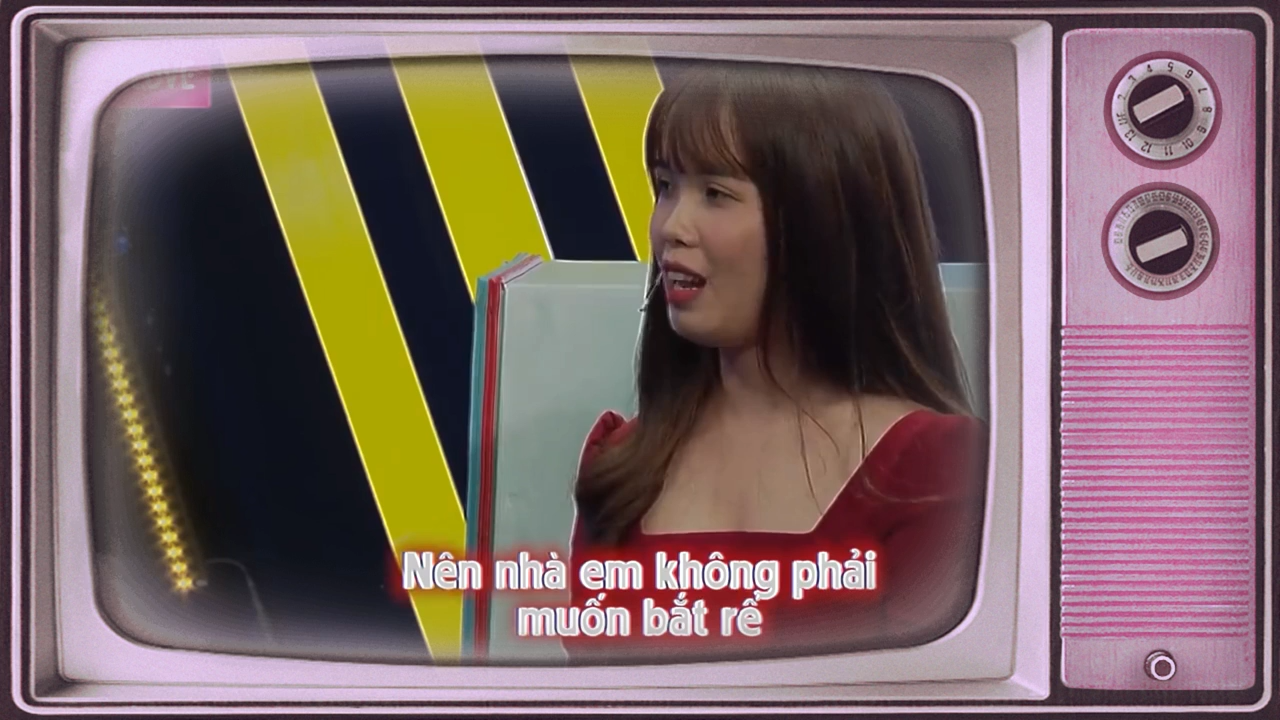 Nên nhà em không phải
muốn bắt rể